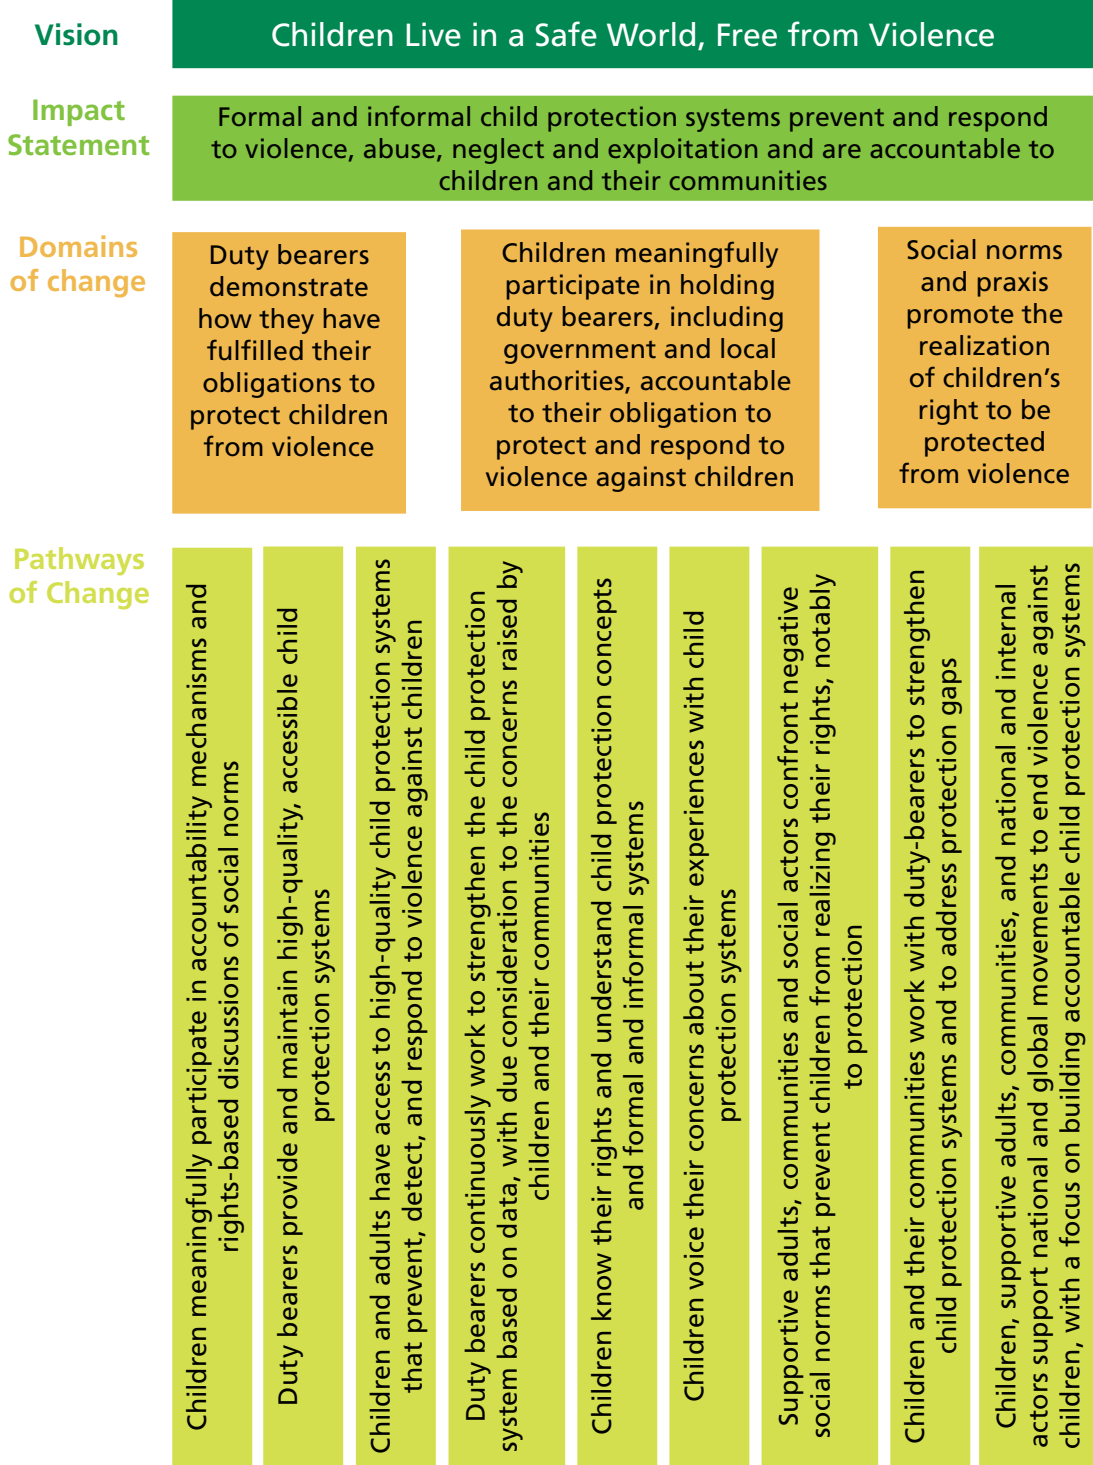 Vision
Children Live in a Safe World, Free from Violence
Impact
Statement
Formal and informal child protection systems prevent and respond
to violence, abuse, neglect and exploitation and are accountable to
children and their communities
Domains
of change
Duty bearers
demonstrate
how they have
fulfilled their
obligations to
protect children
from violence
Children meaningfully
participate in holding
duty bearers, including
government and local
authorities, accountable
to their obligation to
protect and respond to
violence against children
Social norms
and praxis
promote the
realization
of children’s
right to be
protected
from violence
Pathways
of Change
Children meaningfully participate in accountability mechanisms and
rights-based discussions of social norms
Duty bearers provide and maintain high-quality, accessible child
protection systems
Children and adults have access to high-quality child protection systems
that prevent, detect, and respond to violence against children
Duty bearers continuously work to strengthen the child protection
system based on data, with due consideration to the concerns raised by
children and their communities
Children know their rights and understand child protection concepts
and formal and informal systems
Children voice their concerns about their experiences with child
protection systems
Supportive adults, communities and social actors confront negative
social norms that prevent children from realizing their rights, notably
to protection
Children and their communities work with duty-bearers to strengthen
child protection systems and to address protection gaps
Children, supportive adults, communities, and national and internal
actors support national and global movements to end violence against
children, with a focus on building accountable child protection systems